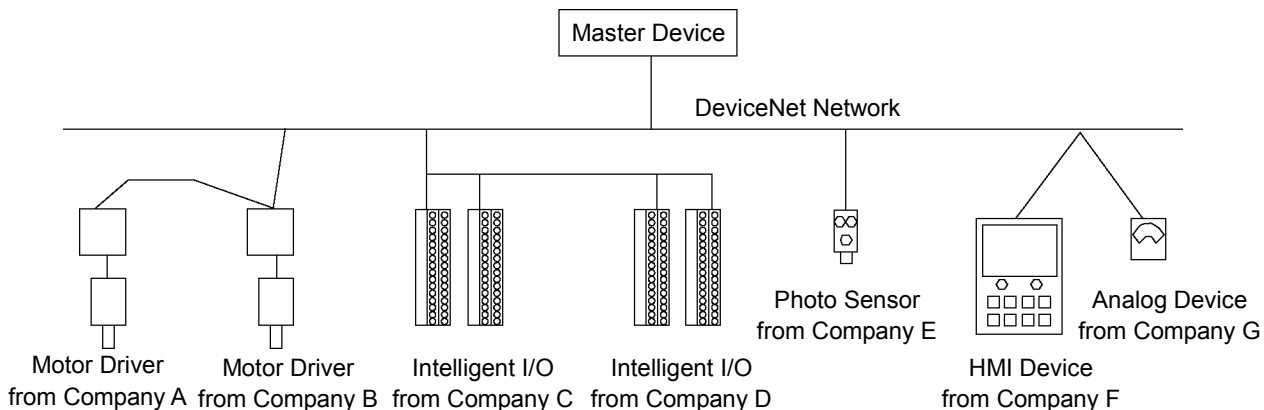 Master Device
DeviceNet Network
Motor Driver
from Company A
Motor Driver
from Company B
Intelligent I/O
from Company C
Intelligent I/O
from Company D
Photo Sensor
from Company E
HMI Device
from Company F
Analog Device
from Company G